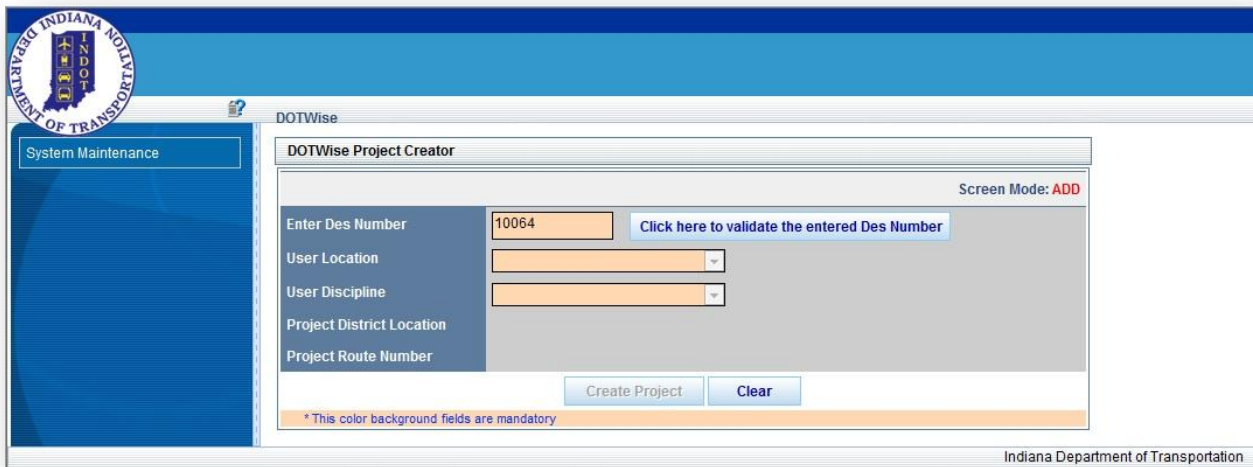 INDIANA DEPARTMENT OF TRANSPORTATION
INDOT
DOTWise
System Maintenance
DOTWise Project Creator
Screen Mode: ADD
Enter Des Number 10064 Click here to validate the entered Des Number
User Location
User Discipline
Project District Location
Project Route Number
Create Project Clear
* This color background fields are mandatory
Indiana Department of Transportation